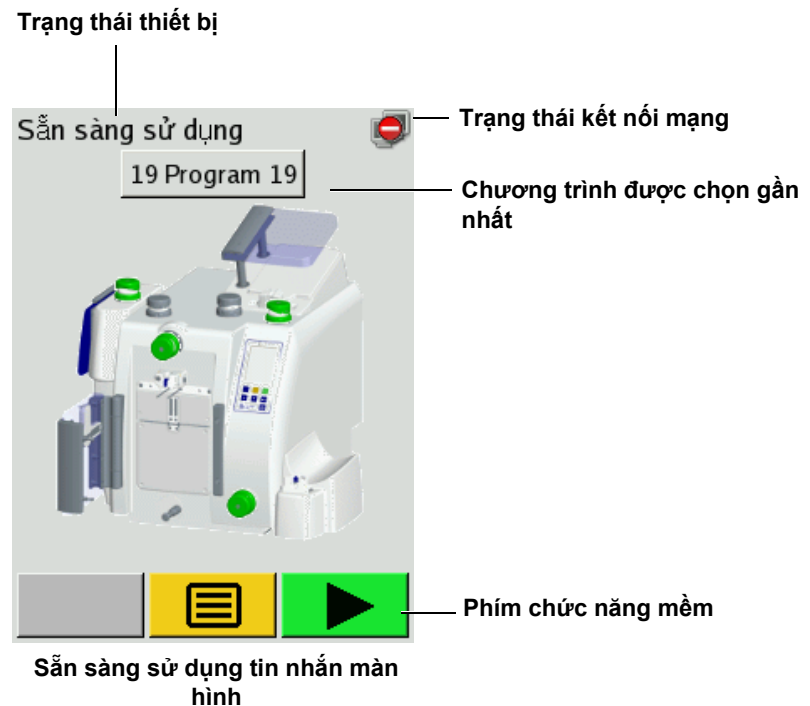 Trạng thái thiết bị
Sẵn sàng sử dụng
Trạng thái kết nối mạng
19 Program 19
Chương trình được chọn gần
nhất
Phím chức năng mềm
Sẵn sàng sử dụng tin nhắn màn
hình